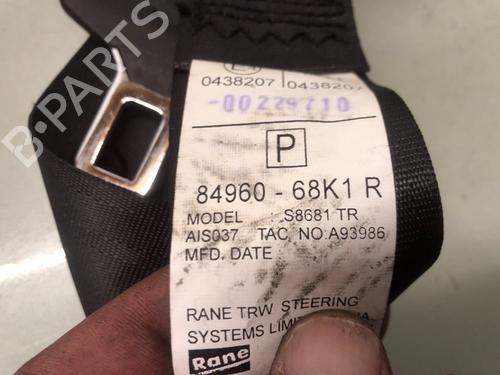 0438207 0438207
-00229710
P
84960 - 68K1 R
MODEL S8681 TR
AIS037 TAC NO.A93986
MFD. DATE
RANE TRW STEERING
SYSTEMS
Rane
B-PARTS